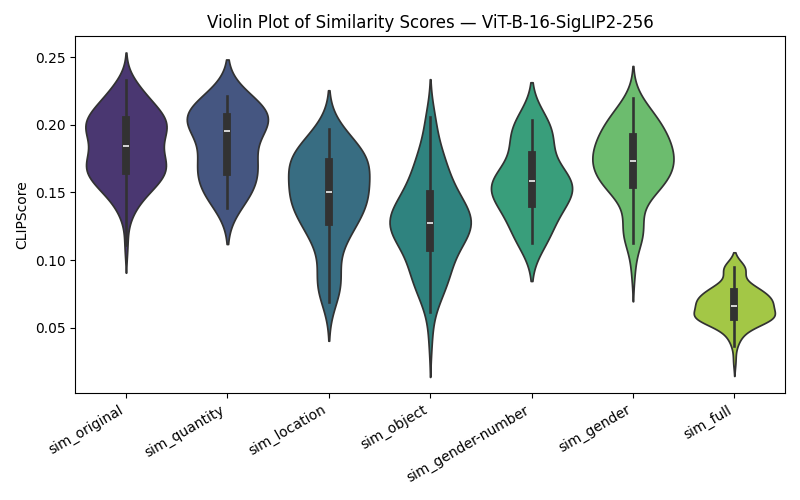 Violin Plot of Similarity Scores — ViT-B-16-SigLIP2-256
CLIPScore
0.25
0.20
0.15
0.10
0.05
sim_original
sim_quantity
sim_location
sim_object
sim_gender-number
sim_gender
sim_full